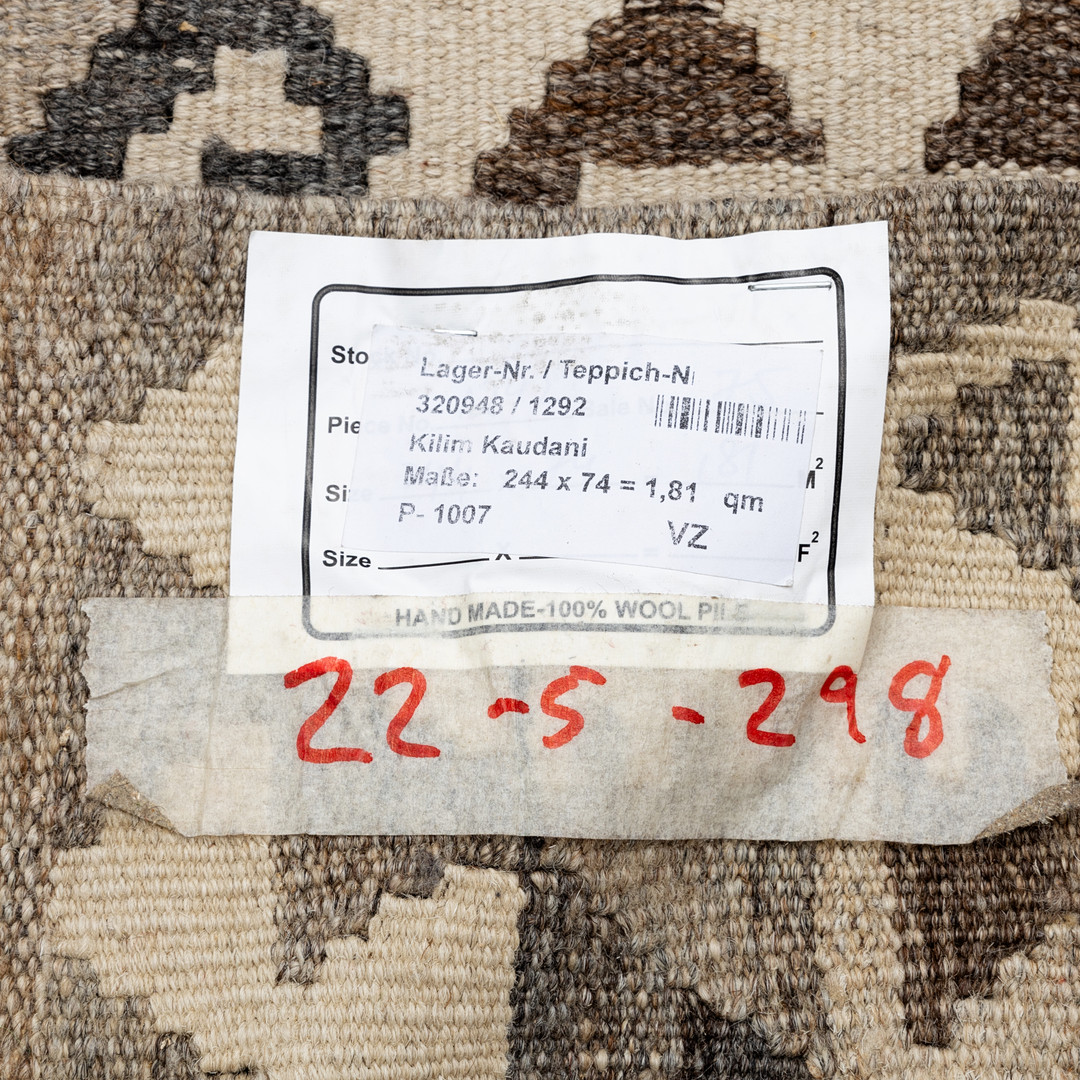 Sto
Lager-Nr. / Teppich-N
320948 / 1292
Pie
Kilim Kaudani
Maße: 244 x 74 = 1,81 qm
Si
M²
P- 1007
VZ
Size x = F²
HAND MADE-100% WOOL PILE
22-5-298